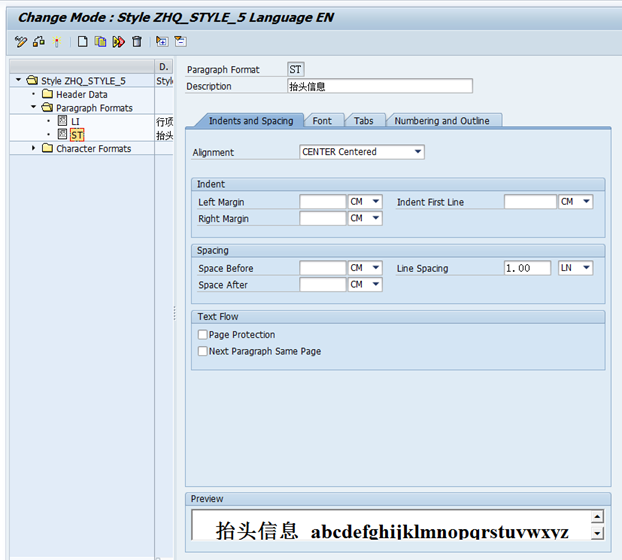 Change Mode : Style ZHQ_STYLE_5 Language EN
D.
Style ZHQ_STYLE_5
Style
Header Data
Paragraph Formats
LI
行项
ST
抬头
Character Formats
Paragraph Format ST
Description 抬头信息
Indents and Spacing Font Tabs Numbering and Outline
Alignment CENTER Centered
Indent
Left Margin CM Indent First Line CM
Right Margin CM
Spacing
Space Before CM Line Spacing 1.00 LN
Space After CM
Text Flow
Page Protection
Next Paragraph Same Page
Preview
抬头信息 abcdefghijklmnopqrstuvwxyz